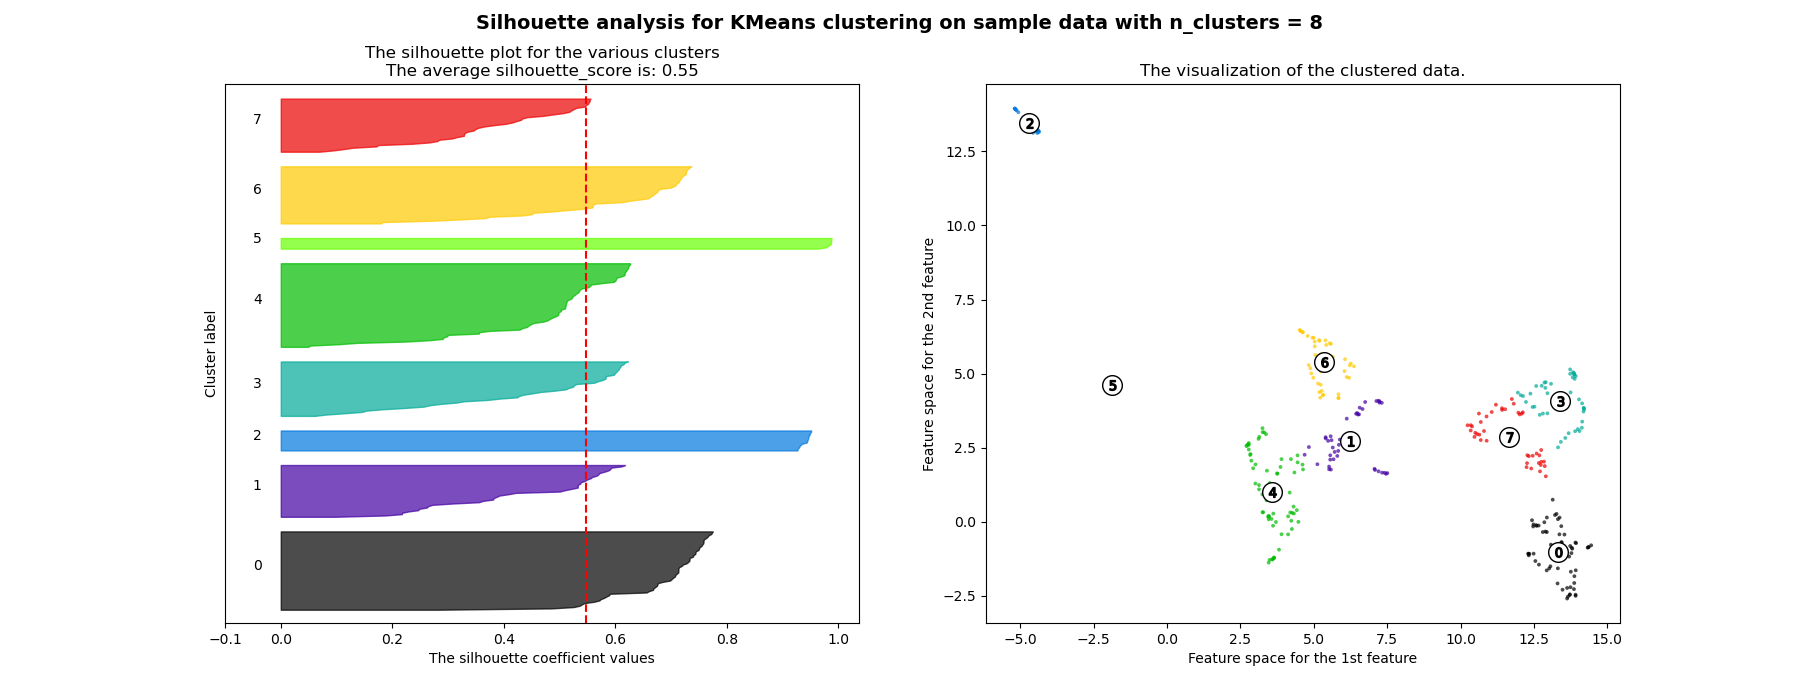 Silhouette analysis for KMeans clustering on sample data with n_clusters = 8
The silhouette plot for the various clusters
The average silhouette_score is: 0.55
7
6
5
4
3
2
1
0
Cluster label
−0.1 0.0 0.2 0.4 0.6 0.8 1.0
The silhouette coefficient values
The visualization of the clustered data.
12.5
10.0
7.5
5.0
2.5
0.0
−2.5
Feature space for the 2nd feature
2
6
5
3
7
1
4
0
−5.0 −2.5 0.0 2.5 5.0 7.5 10.0 12.5 15.0
Feature space for the 1st feature